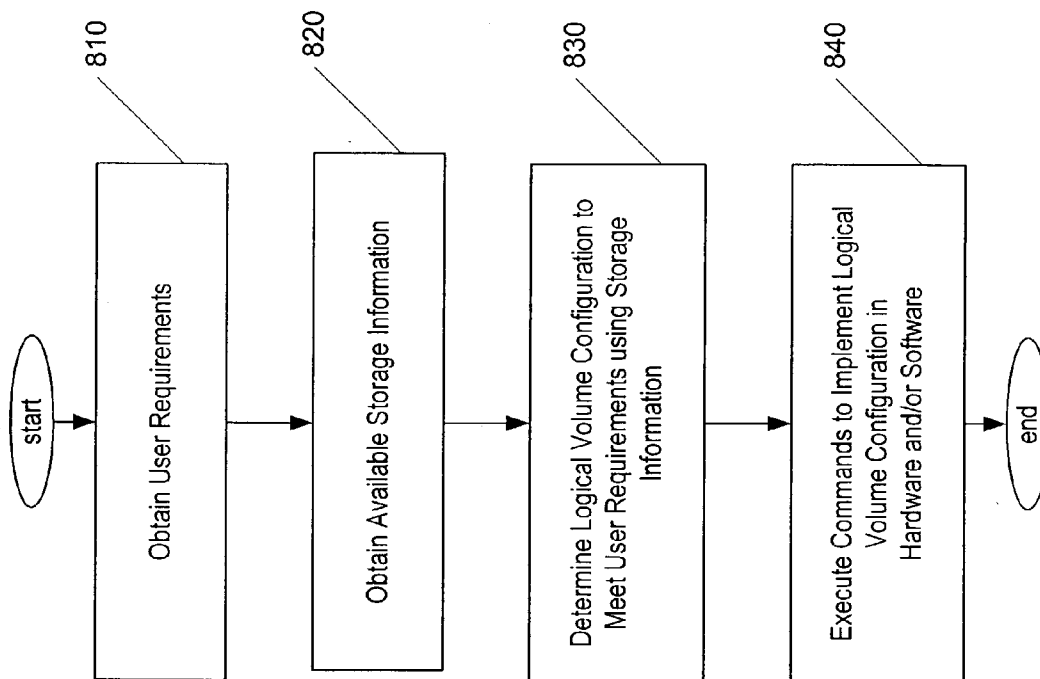 start
Obtain User Requirements
810
Obtain Available Storage Information
820
Determine Logical Volume Configuration to
Meet User Requirements using Storage
Information
830
Execute Commands to Implement Logical
Volume Configuration in
Hardware and/or Software
840
end